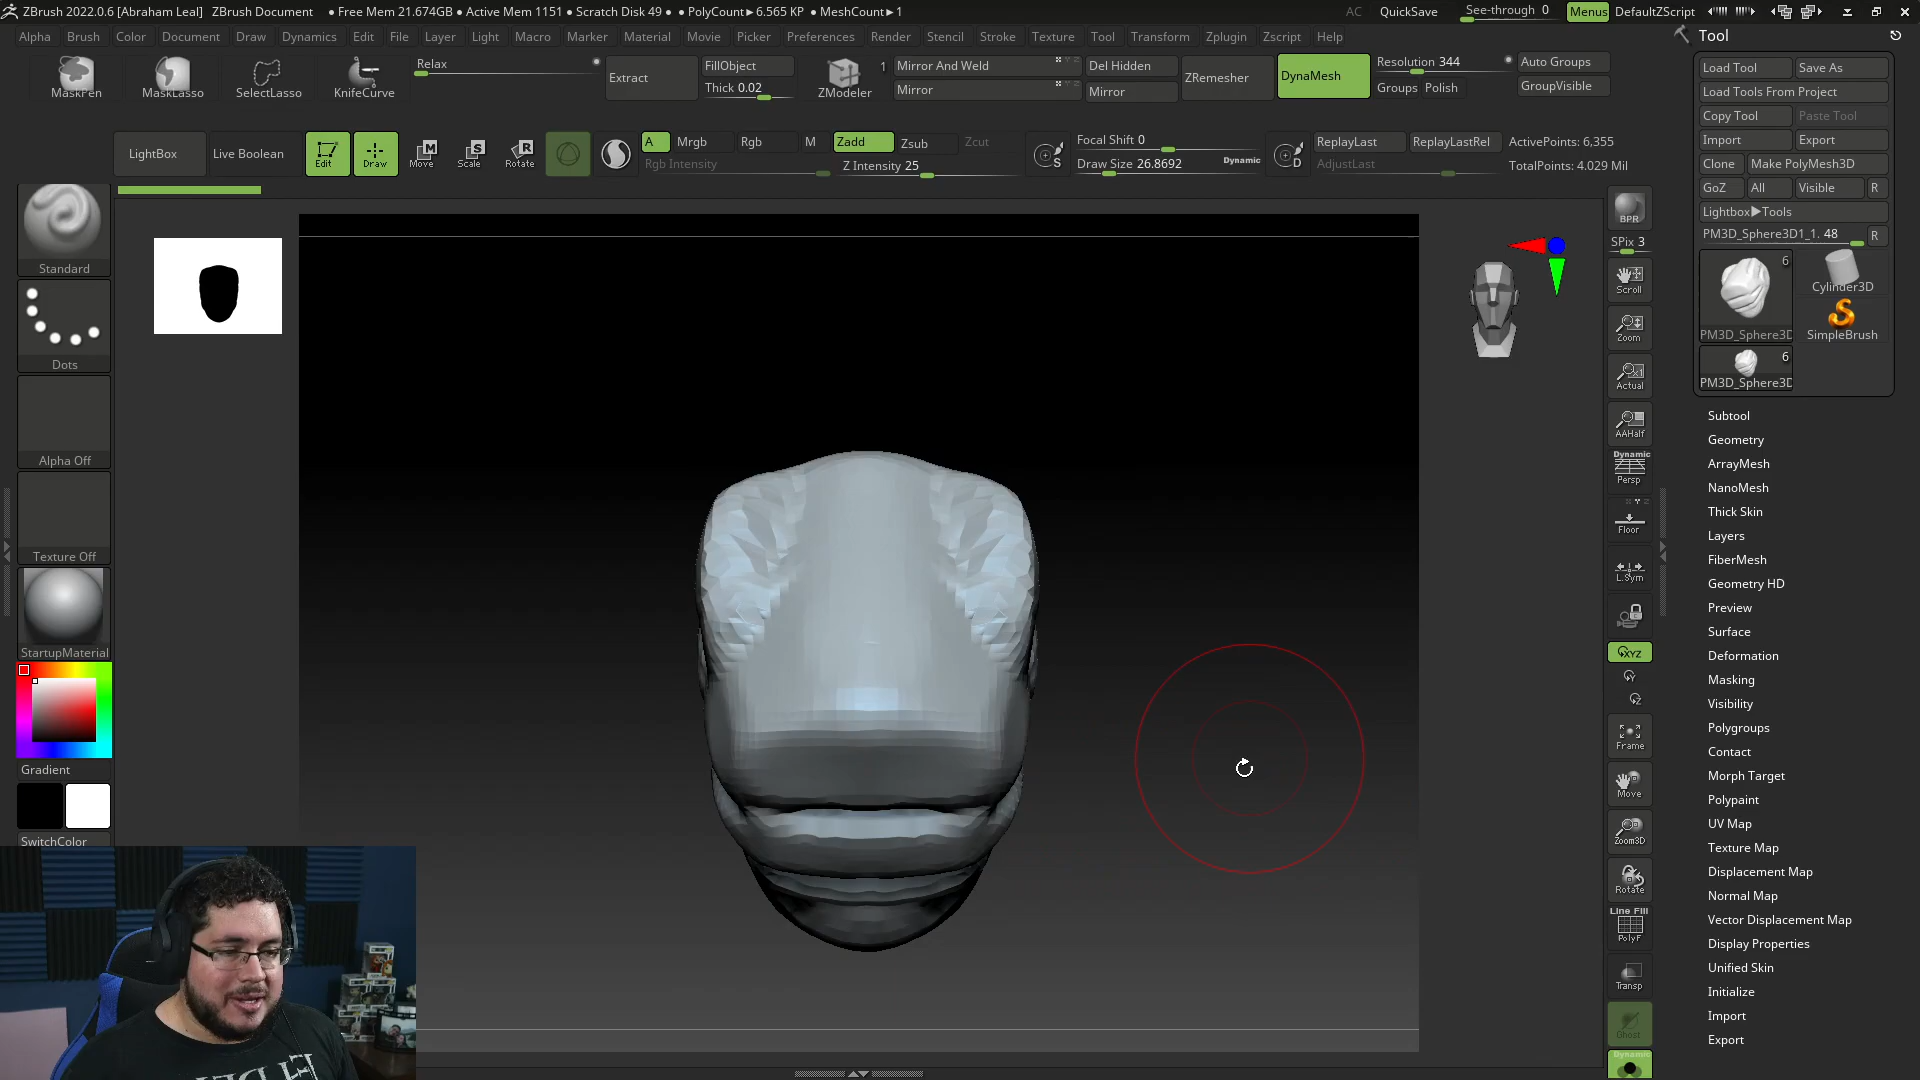 ZBrush 2022.0.6 [Abraham Leal] ZBrush Document • Free Mem 21.674GB • Active Mem 1151 • Scratch Disk 49 • PolyCount▶6.565 KP • MeshCount▶1 AC QuickSave See-through 0 Menus DefaultZScript
Alpha Brush Color Document Draw Dynamics Edit File Layer Light Macro Marker Material Movie Picker Preferences Render Stencil Stroke Texture Tool Transform Zplugin Zscript Help
MaskPen MaskLasso SelectLasso KnifeCurve
Relax
Extract
FillObject
Thick 0.02
ZModeler
1
Mirror And Weld
Mirror
Del Hidden
Mirror
ZRemesher
DynaMesh
Resolution 344
Groups Polish
Auto Groups
GroupVisible
LightBox
Live Boolean
Edit
Draw
Move
M
Scale
S
Rotate
R
A Mrgb Rgb M
Rgb Intensity
Zadd Zsub Zcut
Z Intensity 25
S
Focal Shift 0
Draw Size 26.8692 Dynamic
D
ReplayLast ReplayLastRel
AdjustLast
ActivePoints: 6,355
TotalPoints: 4.029 Mil
Standard
Dots
Alpha Off
Texture Off
StartupMaterial
Gradient
SwitchColor
BPR
SPix 3
Scroll
Zoom
Actual
AAHalf
Dynamic
Persp
Floor
L.Sym
XYZ
Y
Z
Frame
Move
Zoom3D
Rotate
Line Fill
PolyF
Transp
Ghost
Dynamic
Tool
Load Tool Save As
Load Tools From Project
Copy Tool Paste Tool
Import Export
Clone Make PolyMesh3D
GoZ All Visible R
Lightbox▶Tools
PM3D_Sphere3D1_1. 48 R
6
PM3D_Sphere3D
Cylinder3D
SimpleBrush
6
PM3D_Sphere3D
Subtool
Geometry
ArrayMesh
NanoMesh
Thick Skin
Layers
FiberMesh
Geometry HD
Preview
Surface
Deformation
Masking
Visibility
Polygroups
Contact
Morph Target
Polypaint
UV Map
Texture Map
Displacement Map
Normal Map
Vector Displacement Map
Display Properties
Unified Skin
Initialize
Import
Export